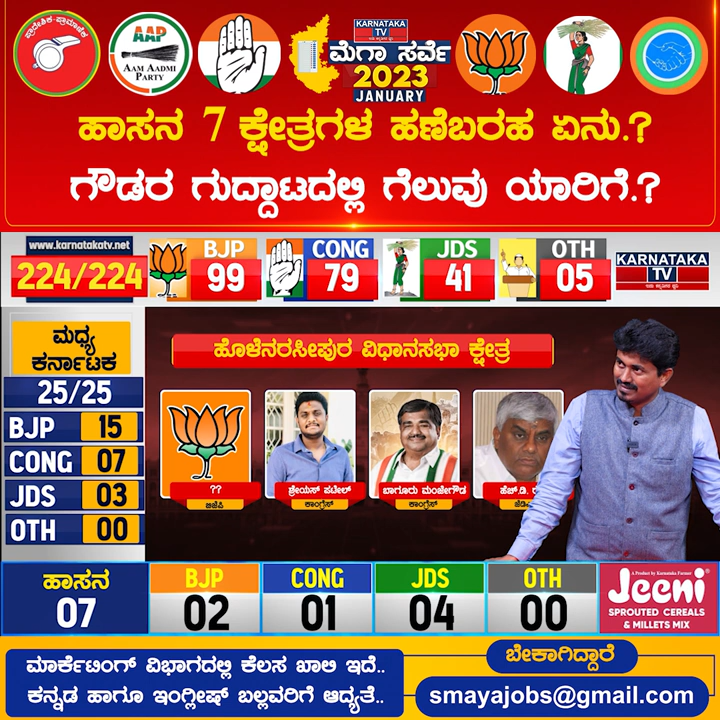 ಪ್ರಾದೇಶಿಕ-ಪ್ರಾಮಾಣಿಕ
AAP
AAM AADMI
PARTY
KARNATAKA
TV
ಮೆಗಾ ಸರ್ವೆ
2023
JANUARY
ಹಾಸನ 7 ಕ್ಷೇತ್ರಗಳ ಹಣೆಬರಹ ಏನು.?
ಗೌಡರ ಗುದ್ದಾಟದಲ್ಲಿ ಗೆಲುವು ಯಾರಿಗೆ.?
www.karnatakatv.net
224/224
BJP 99
CONG 79
JDS 41
OTH 05
KARNATAKA
TV
ಮಧ್ಯ
ಕರ್ನಾಟಕ
25/25
BJP 15
CONG 07
JDS 03
OTH 00
ಹೊಳೆನರಸೀಪುರ ವಿಧಾನಸಭಾ ಕ್ಷೇತ್ರ
??
ಬಿಜೆಪಿ
ಶ್ರೇಯಸ್ ಪಟೇಲ್
ಕಾಂಗ್ರೆಸ್
ಬಾಗೂರು ಮಂಜೇಗೌಡ
ಕಾಂಗ್ರೆಸ್
ಹೆಚ್.ಡಿ.
ಹಾಸನ 07
BJP 02
CONG 01
JDS 04
OTH 00
A Product by Karnataka Farmer
Jeeni®
SPROUTED CEREALS
& MILLETS MIX
ಮಾರ್ಕೆಟಿಂಗ್ ವಿಭಾಗದಲ್ಲಿ ಕೆಲಸ ಖಾಲಿ ಇದೆ..
ಕನ್ನಡ ಹಾಗೂ ಇಂಗ್ಲೀಷ್ ಬಲ್ಲವರಿಗೆ ಆದ್ಯತೆ..
ಬೇಕಾಗಿದ್ದಾರೆ
smayajobs@gmail.com